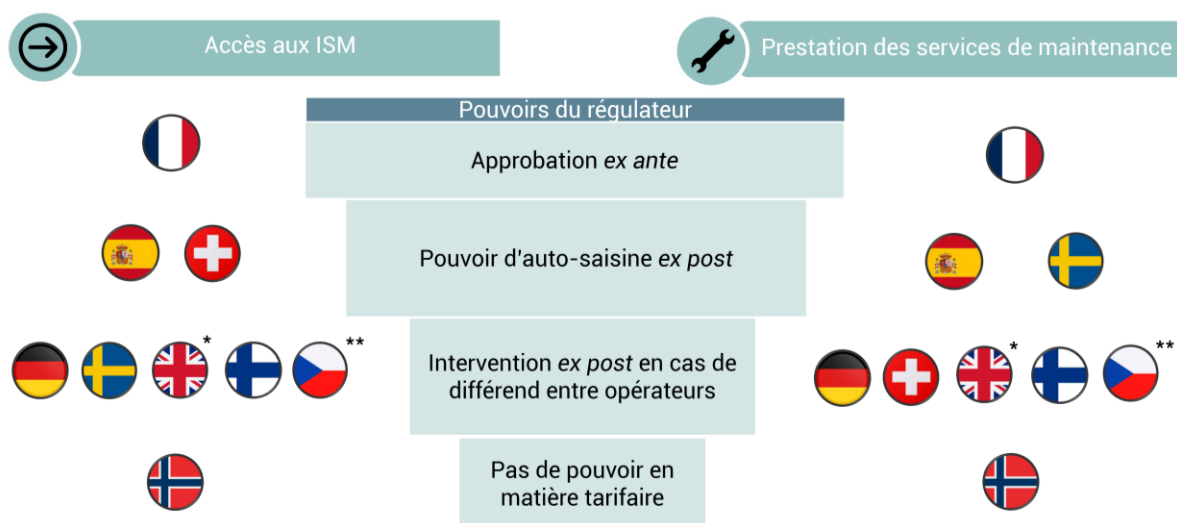 Accès aux ISM
Prestation des services de maintenance
Pouvoirs du régulateur
Approbation ex ante
Pouvoir d'auto-saisine ex post
*
**
Intervention ex post en cas de
différend entre opérateurs
*
**
Pas de pouvoir en
matière tarifaire